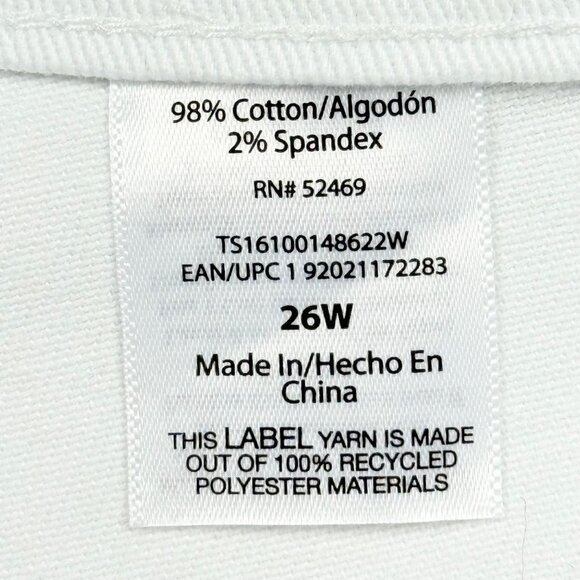 98% Cotton/Algodón
2% Spandex
RN# 52469
TS16100148622W
EAN/UPC 1 92021172283
26W
Made In/Hecho En
China
THIS LABEL YARN IS MADE
OUT OF 100% RECYCLED
POLYESTER MATERIALS